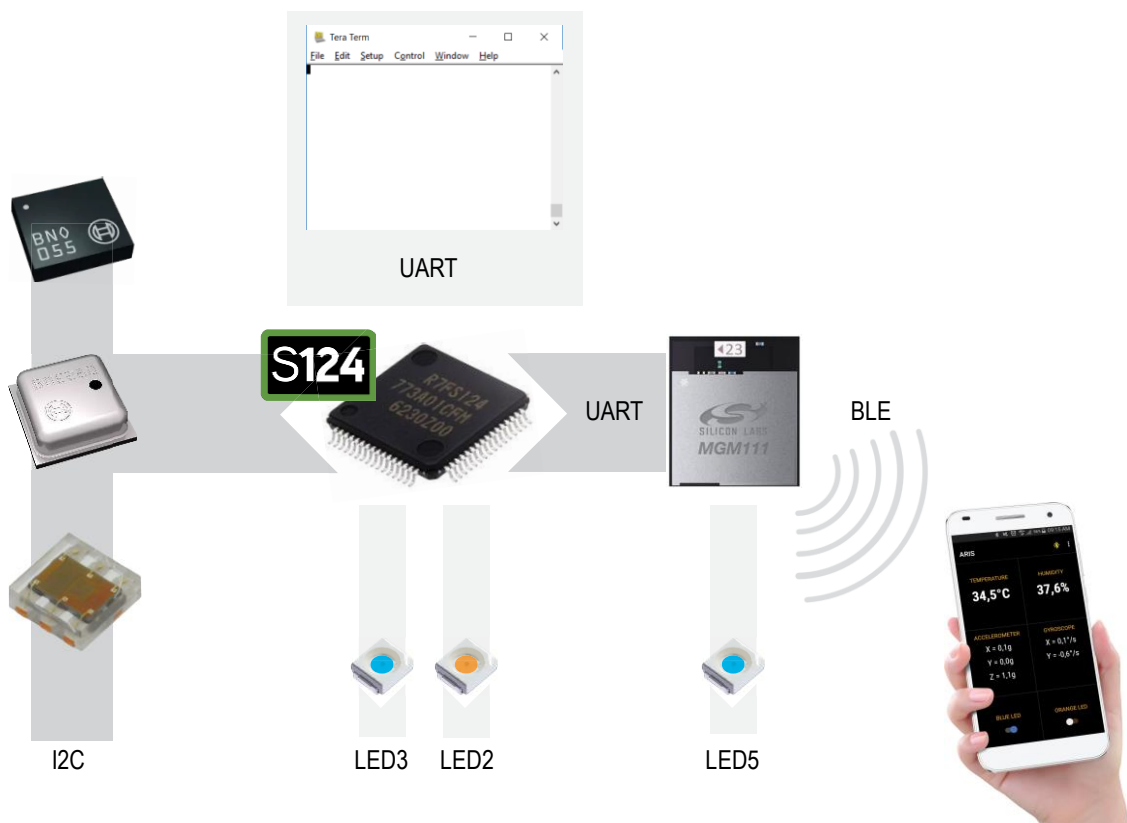 Tera Term
File Edit Setup Control Window Help
UART
BNO
055
S124
R7FS124
773A01CFM
6230Z00
UART
23
SILICON LABS
MGM111
BLE
ARIS
TEMPERATURE
HUMIDITY
34,5°C
37,6%
ACCELEROMETER
GYROSCOPE
X = 0,1g
X = 0,1°/s
Y = 0,0g
Y = -0,6°/s
Z = 1,1g
BLUE LED
ORANGE LED
I2C
LED3
LED2
LED5